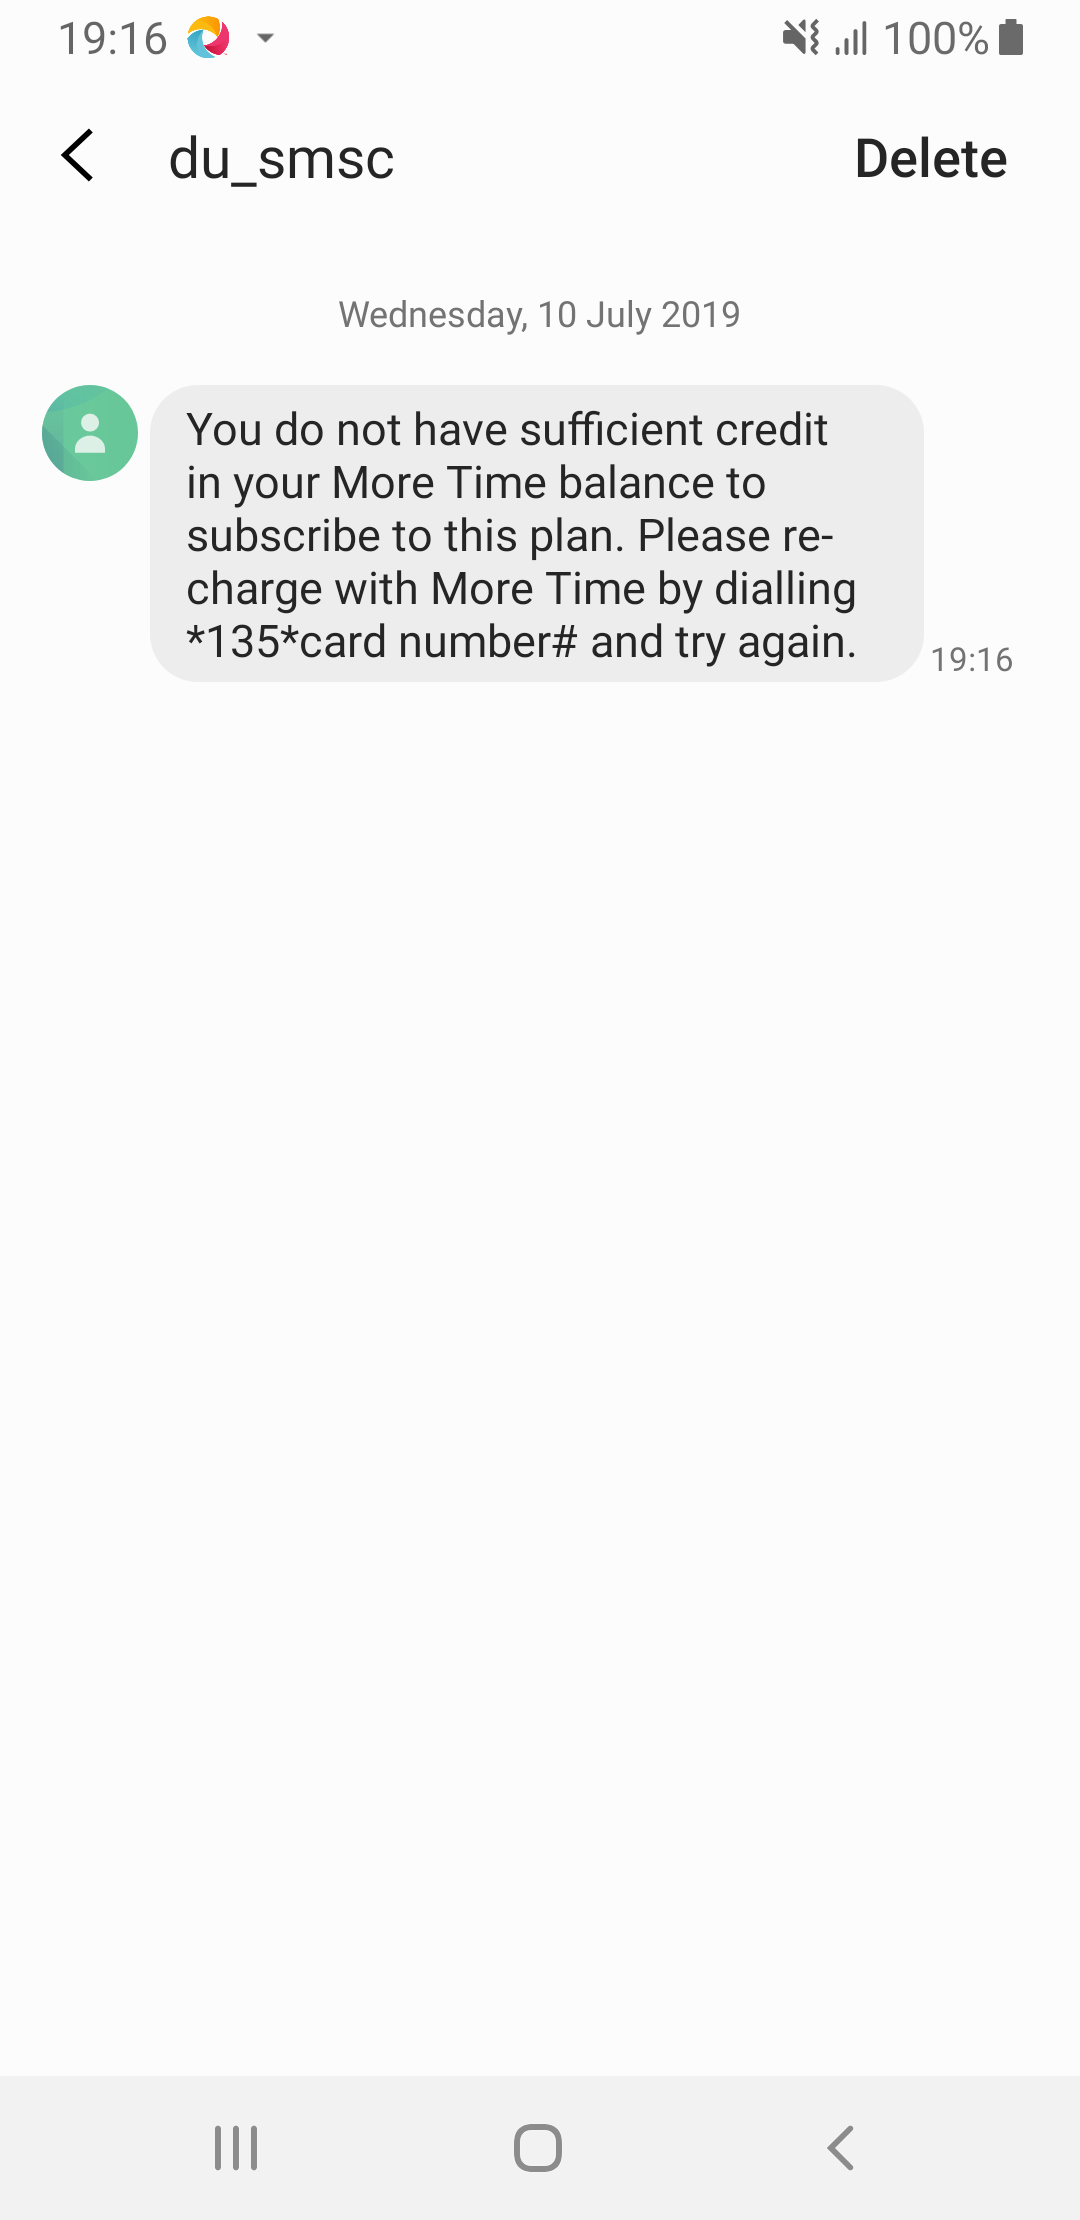 19:16
100%
du_smsc
Delete
Wednesday, 10 July 2019
You do not have sufficient credit
in your More Time balance to
subscribe to this plan. Please re-
charge with More Time by dialling
*135*card number# and try again.
19:16